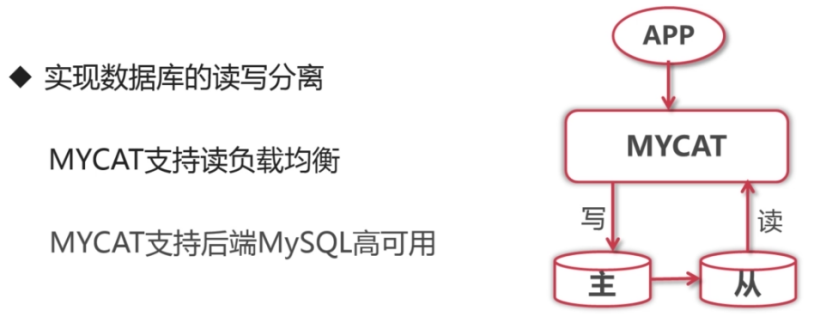 ◆ 实现数据库的读写分离
MYCAT支持读负载均衡
MYCAT支持后端MySQL高可用
APP
MYCAT
写
读
主
从